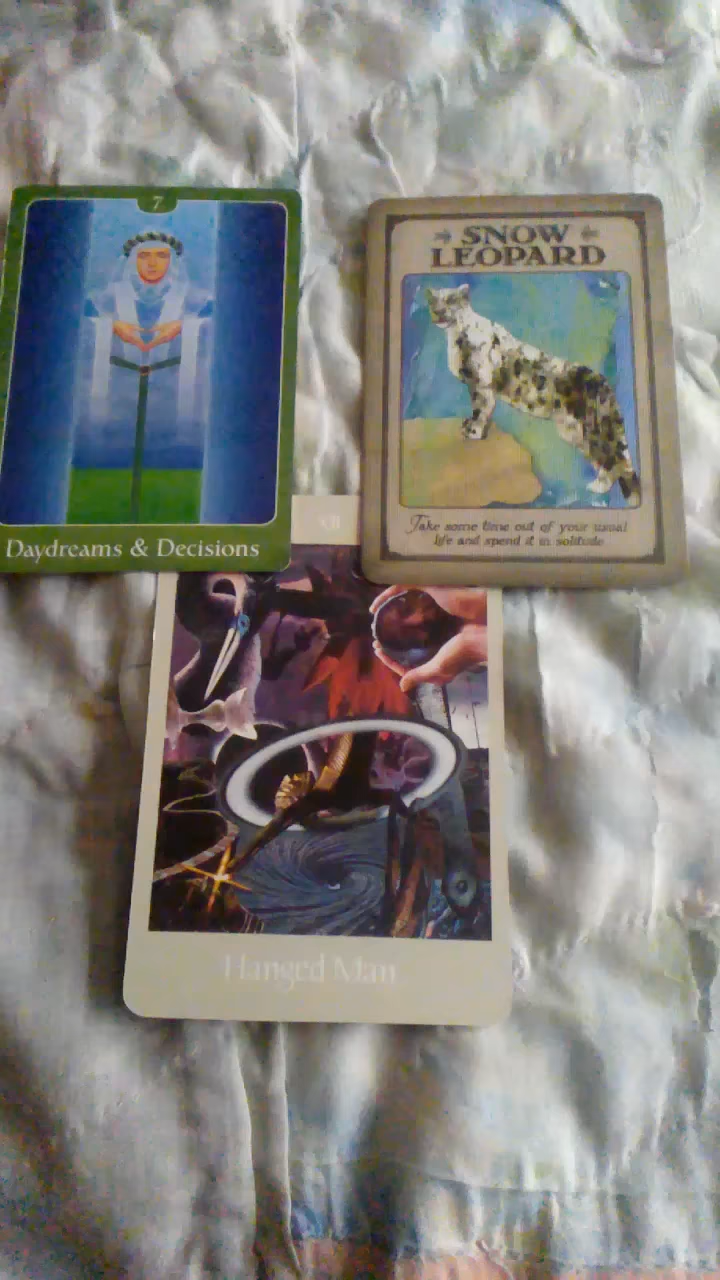 7
Daydreams & Decisions
SNOW
LEOPARD
Take some time out of your usual
life and spend it in solitude
XII
Hanged Man